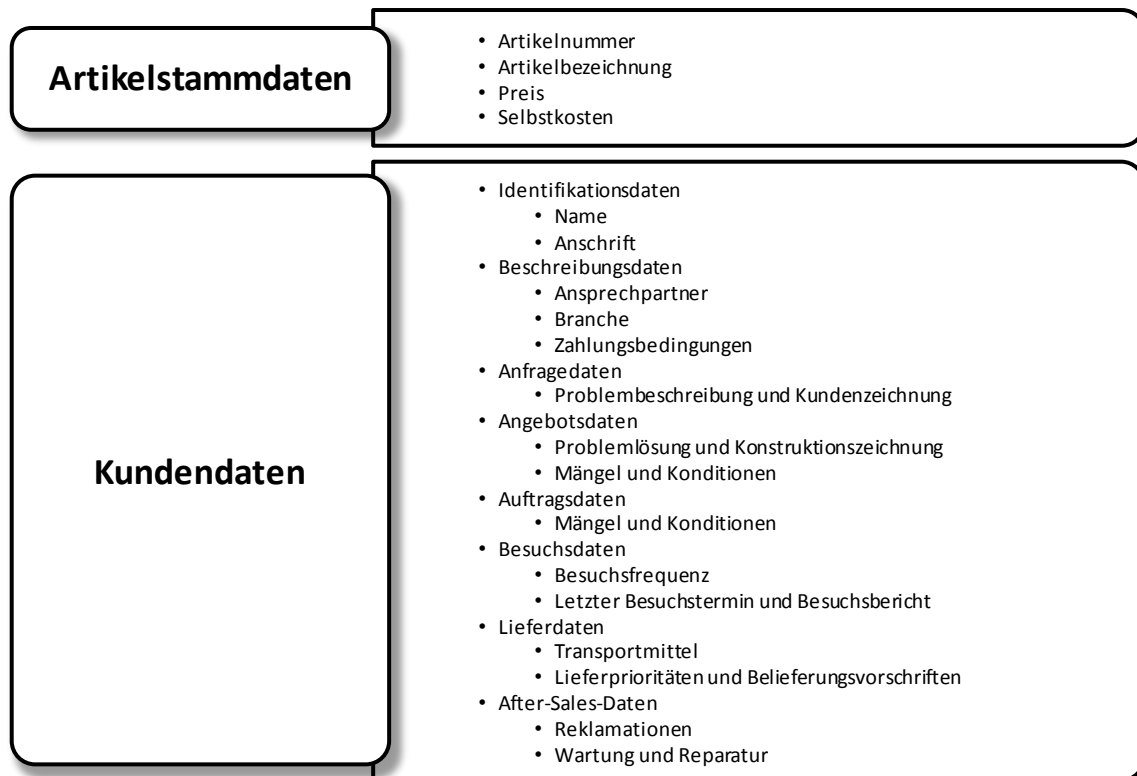 Artikelstammdaten
• Artikelnummer
• Artikelbezeichnung
• Preis
• Selbstkosten
Kundendaten
• Identifikationsdaten
• Name
• Anschrift
• Beschreibungsdaten
• Ansprechpartner
• Branche
• Zahlungsbedingungen
• Anfragedaten
• Problembeschreibung und Kundenzeichnung
• Angebotsdaten
• Problemlösung und Konstruktionszeichnung
• Mängel und Konditionen
• Auftragsdaten
• Mängel und Konditionen
• Besuchsdaten
• Besuchsfrequenz
• Letzter Besuchstermin und Besuchsbericht
• Lieferdaten
• Transportmittel
• Lieferprioritäten und Belieferungsvorschriften
• After-Sales-Daten
• Reklamationen
• Wartung und Reparatur